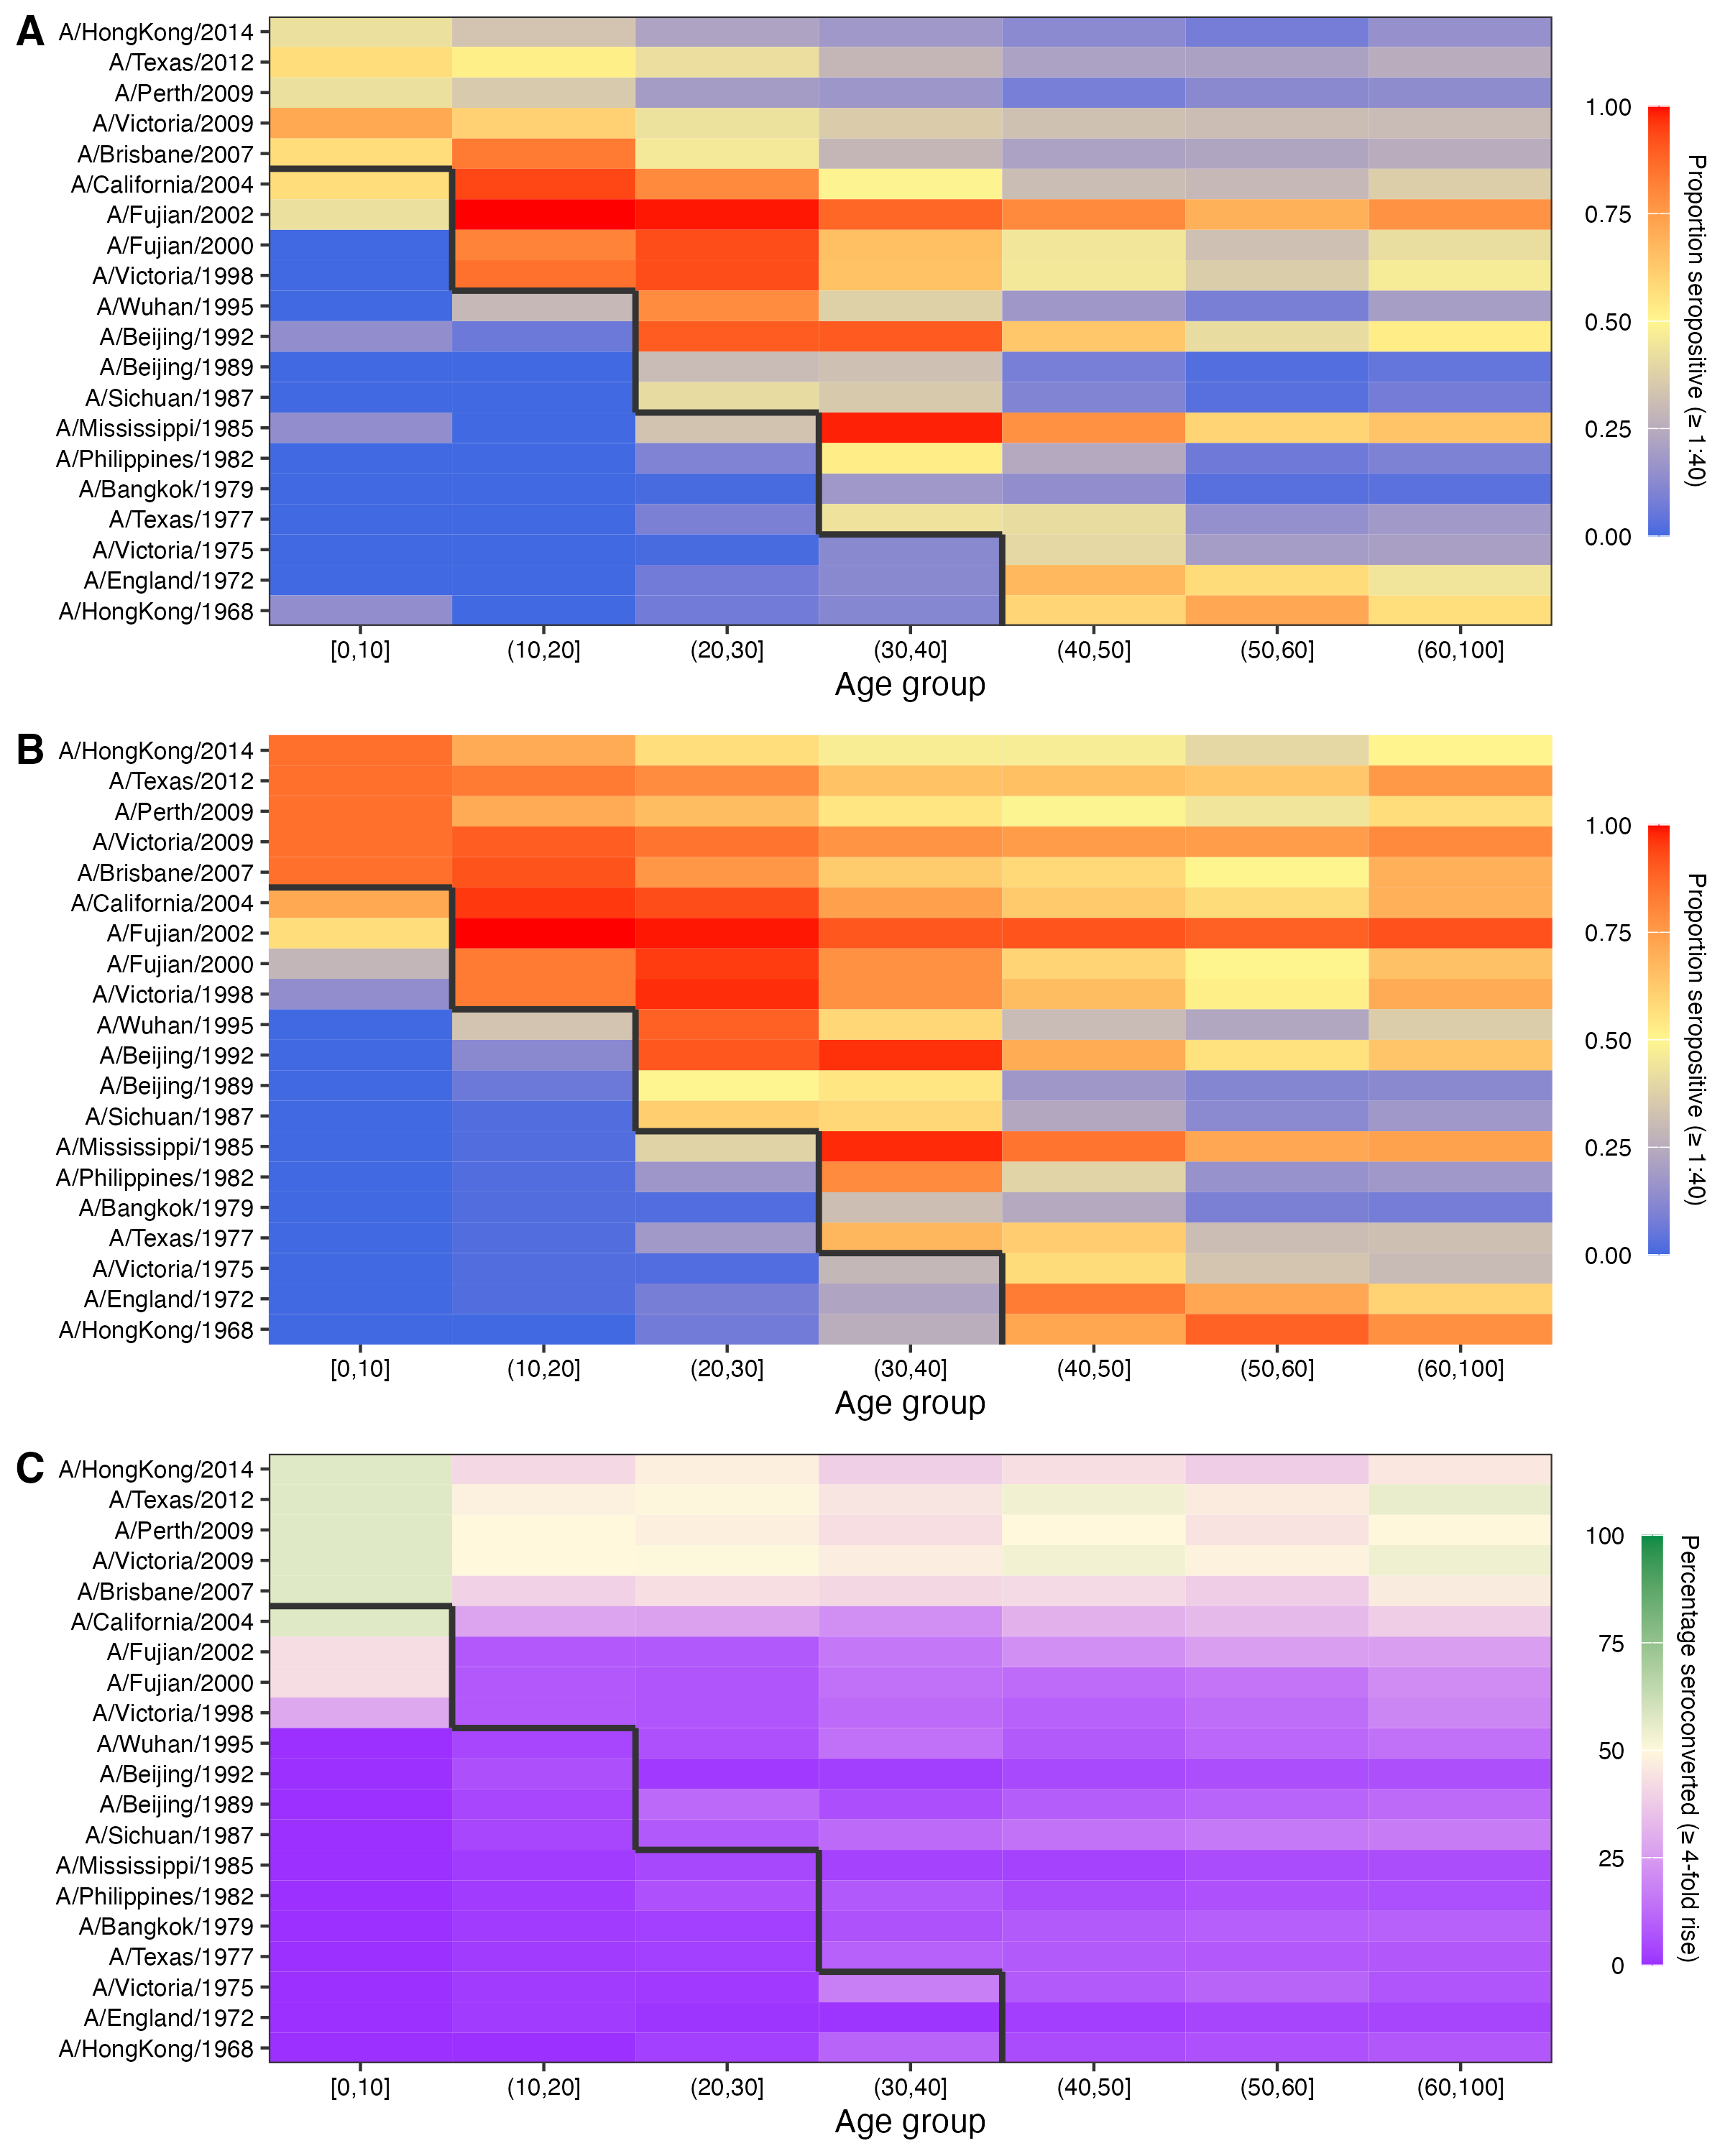 A
A/HongKong/2014
A/Texas/2012
A/Perth/2009
A/Victoria/2009
A/Brisbane/2007
A/California/2004
A/Fujian/2002
A/Fujian/2000
A/Victoria/1998
A/Wuhan/1995
A/Beijing/1992
A/Beijing/1989
A/Sichuan/1987
A/Mississippi/1985
A/Philippines/1982
A/Bangkok/1979
A/Texas/1977
A/Victoria/1975
A/England/1972
A/HongKong/1968
[0,10] (10,20] (20,30] (30,40] (40,50] (50,60] (60,100]
Age group
1.00
0.75
0.50
0.25
0.00
Proportion seropositive (≥ 1:40)
B
A/HongKong/2014
A/Texas/2012
A/Perth/2009
A/Victoria/2009
A/Brisbane/2007
A/California/2004
A/Fujian/2002
A/Fujian/2000
A/Victoria/1998
A/Wuhan/1995
A/Beijing/1992
A/Beijing/1989
A/Sichuan/1987
A/Mississippi/1985
A/Philippines/1982
A/Bangkok/1979
A/Texas/1977
A/Victoria/1975
A/England/1972
A/HongKong/1968
[0,10] (10,20] (20,30] (30,40] (40,50] (50,60] (60,100]
Age group
1.00
0.75
0.50
0.25
0.00
Proportion seropositive (≥ 1:40)
C
A/HongKong/2014
A/Texas/2012
A/Perth/2009
A/Victoria/2009
A/Brisbane/2007
A/California/2004
A/Fujian/2002
A/Fujian/2000
A/Victoria/1998
A/Wuhan/1995
A/Beijing/1992
A/Beijing/1989
A/Sichuan/1987
A/Mississippi/1985
A/Philippines/1982
A/Bangkok/1979
A/Texas/1977
A/Victoria/1975
A/England/1972
A/HongKong/1968
[0,10] (10,20] (20,30] (30,40] (40,50] (50,60] (60,100]
Age group
100
75
50
25
0
Percentage seroconverted (≥ 4-fold rise)